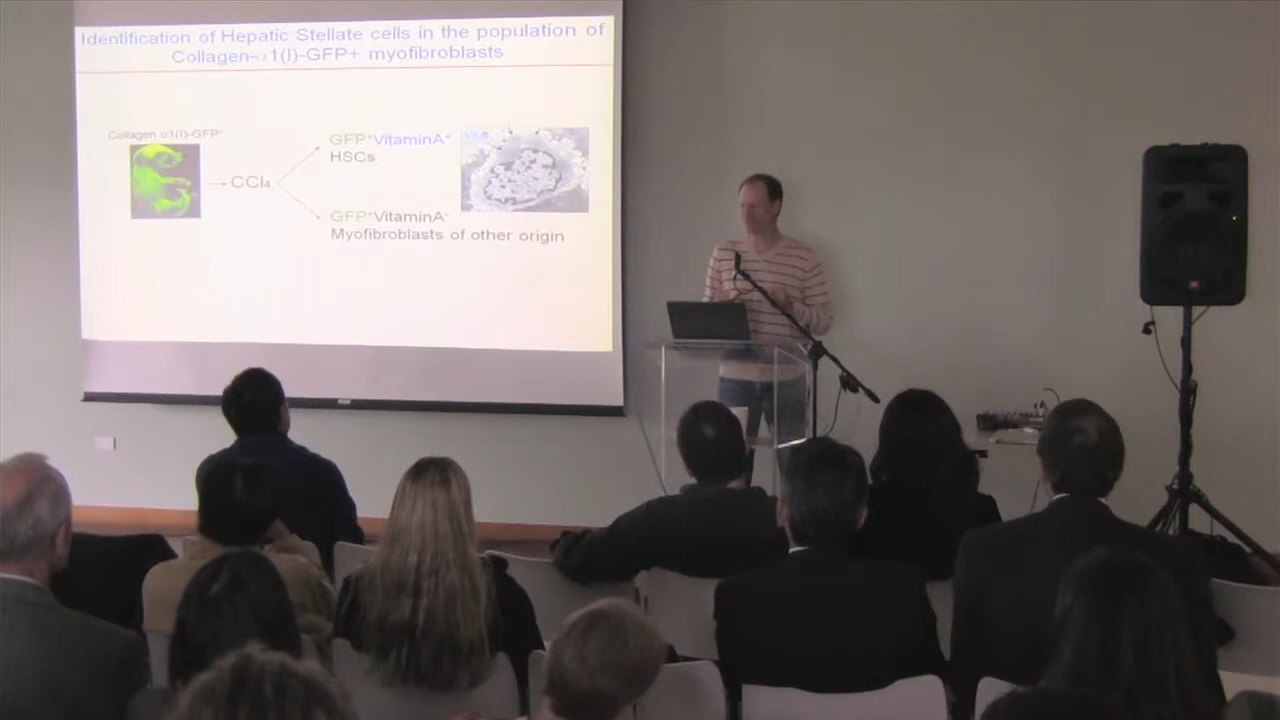 Identification of Hepatic Stellate cells in the population of
Collagen-α1(I)-GFP+ myofibroblasts
Collagen α1(I)-GFP⁺
CCl₄
GFP⁺VitaminA⁺
HSCs
GFP⁺VitaminA⁻
Myofibroblasts of other origin